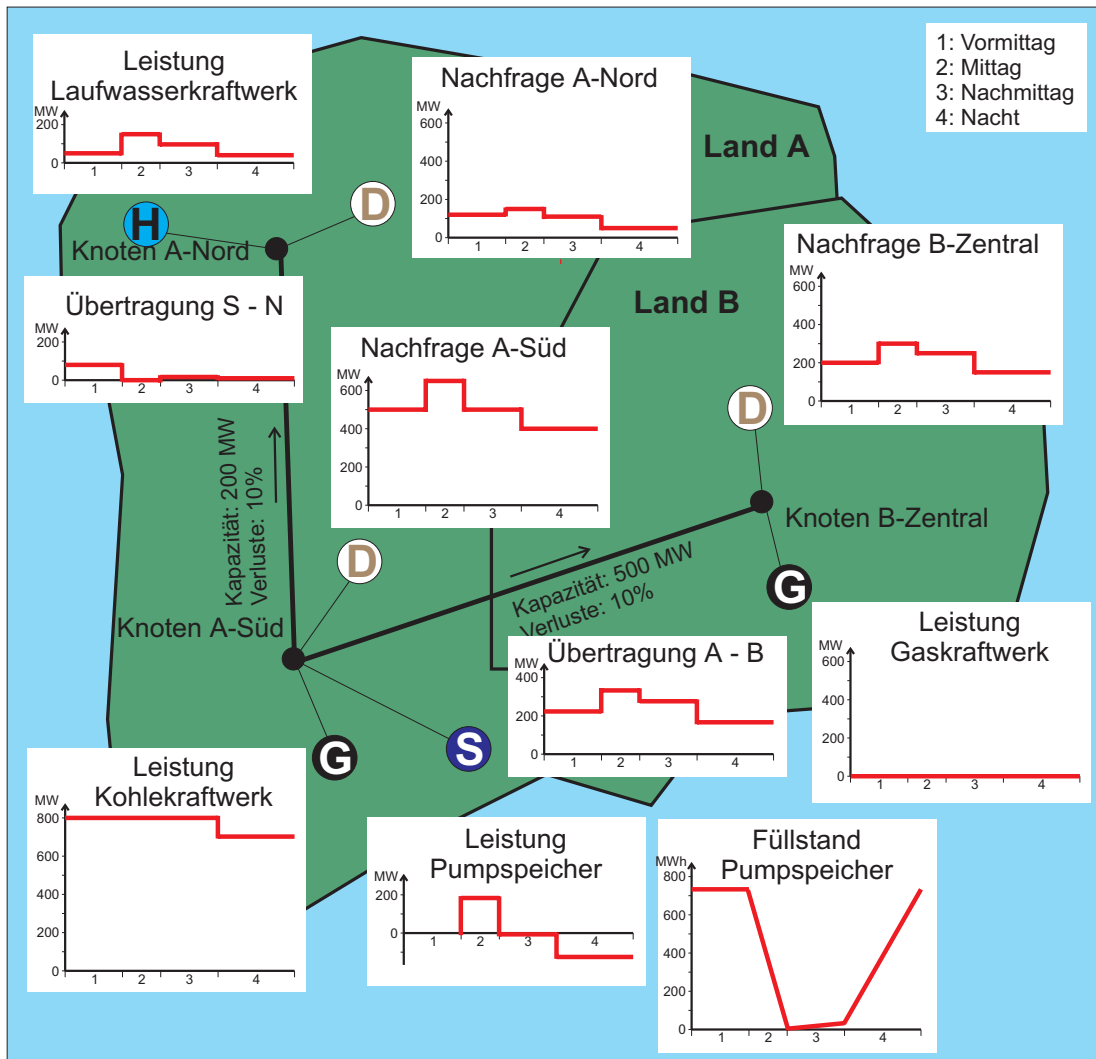 Leistung
Laufwasserkraftwerk
MW
200
0
1 2 3 4
Nachfrage A-Nord
MW
600
400
200
0
1 2 3 4
1: Vormittag
2: Mittag
3: Nachmittag
4: Nacht
Land A
H
D
Knoten A-Nord
Übertragung S - N
MW
200
0
1 2 3 4
Land B
Nachfrage B-Zentral
MW
600
400
200
0
1 2 3 4
Nachfrage A-Süd
MW
600
400
200
0
1 2 3 4
D
Kapazität: 200 MW
Verluste: 10%
Knoten B-Zentral
D
G
Kapazität: 500 MW
Verluste: 10%
Knoten A-Süd
Übertragung A - B
MW
400
200
0
1 2 3 4
Leistung
Gaskraftwerk
MW
600
400
200
0
1 2 3 4
G
S
Leistung
Kohlekraftwerk
MW
800
600
400
200
0
1 2 3 4
Leistung
Pumpspeicher
MW
200
0
1 2 3 4
Füllstand
Pumpspeicher
MWh
800
600
400
200
0
1 2 3 4